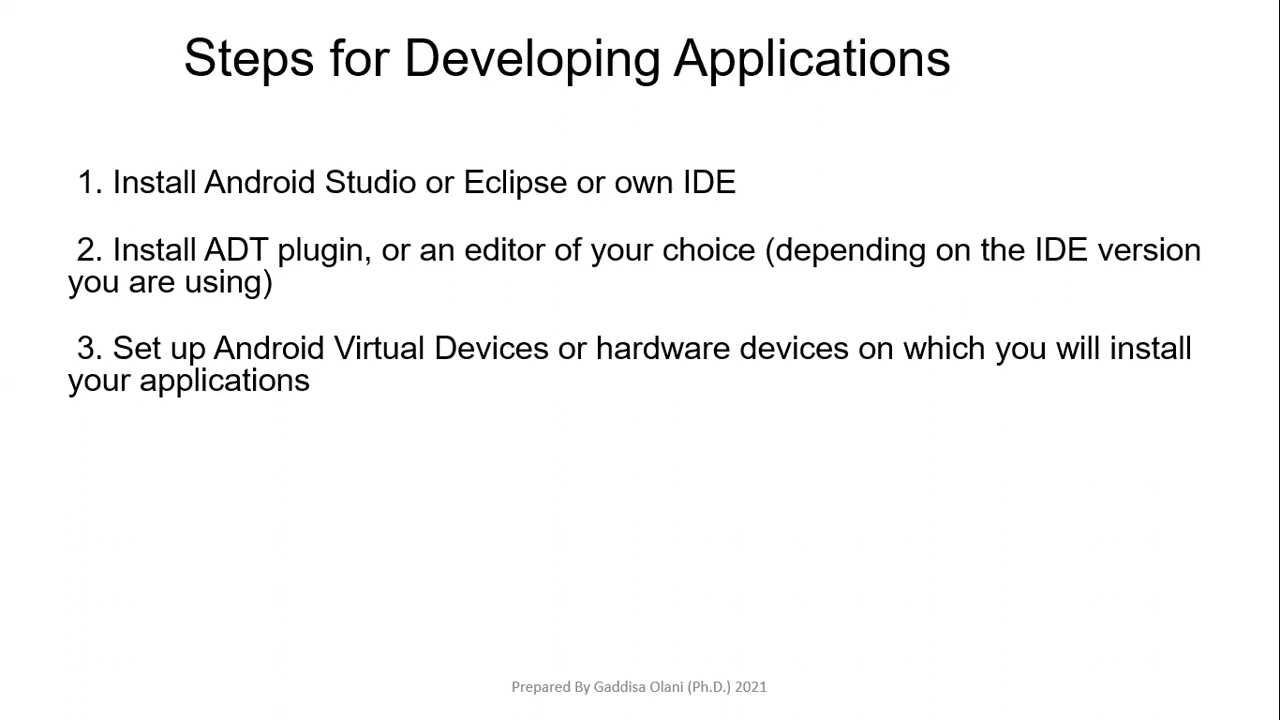 Steps for Developing Applications
1. Install Android Studio or Eclipse or own IDE
2. Install ADT plugin, or an editor of your choice (depending on the IDE version
you are using)
3. Set up Android Virtual Devices or hardware devices on which you will install
your applications
Prepared By Gaddisa Olani (Ph.D.) 2021